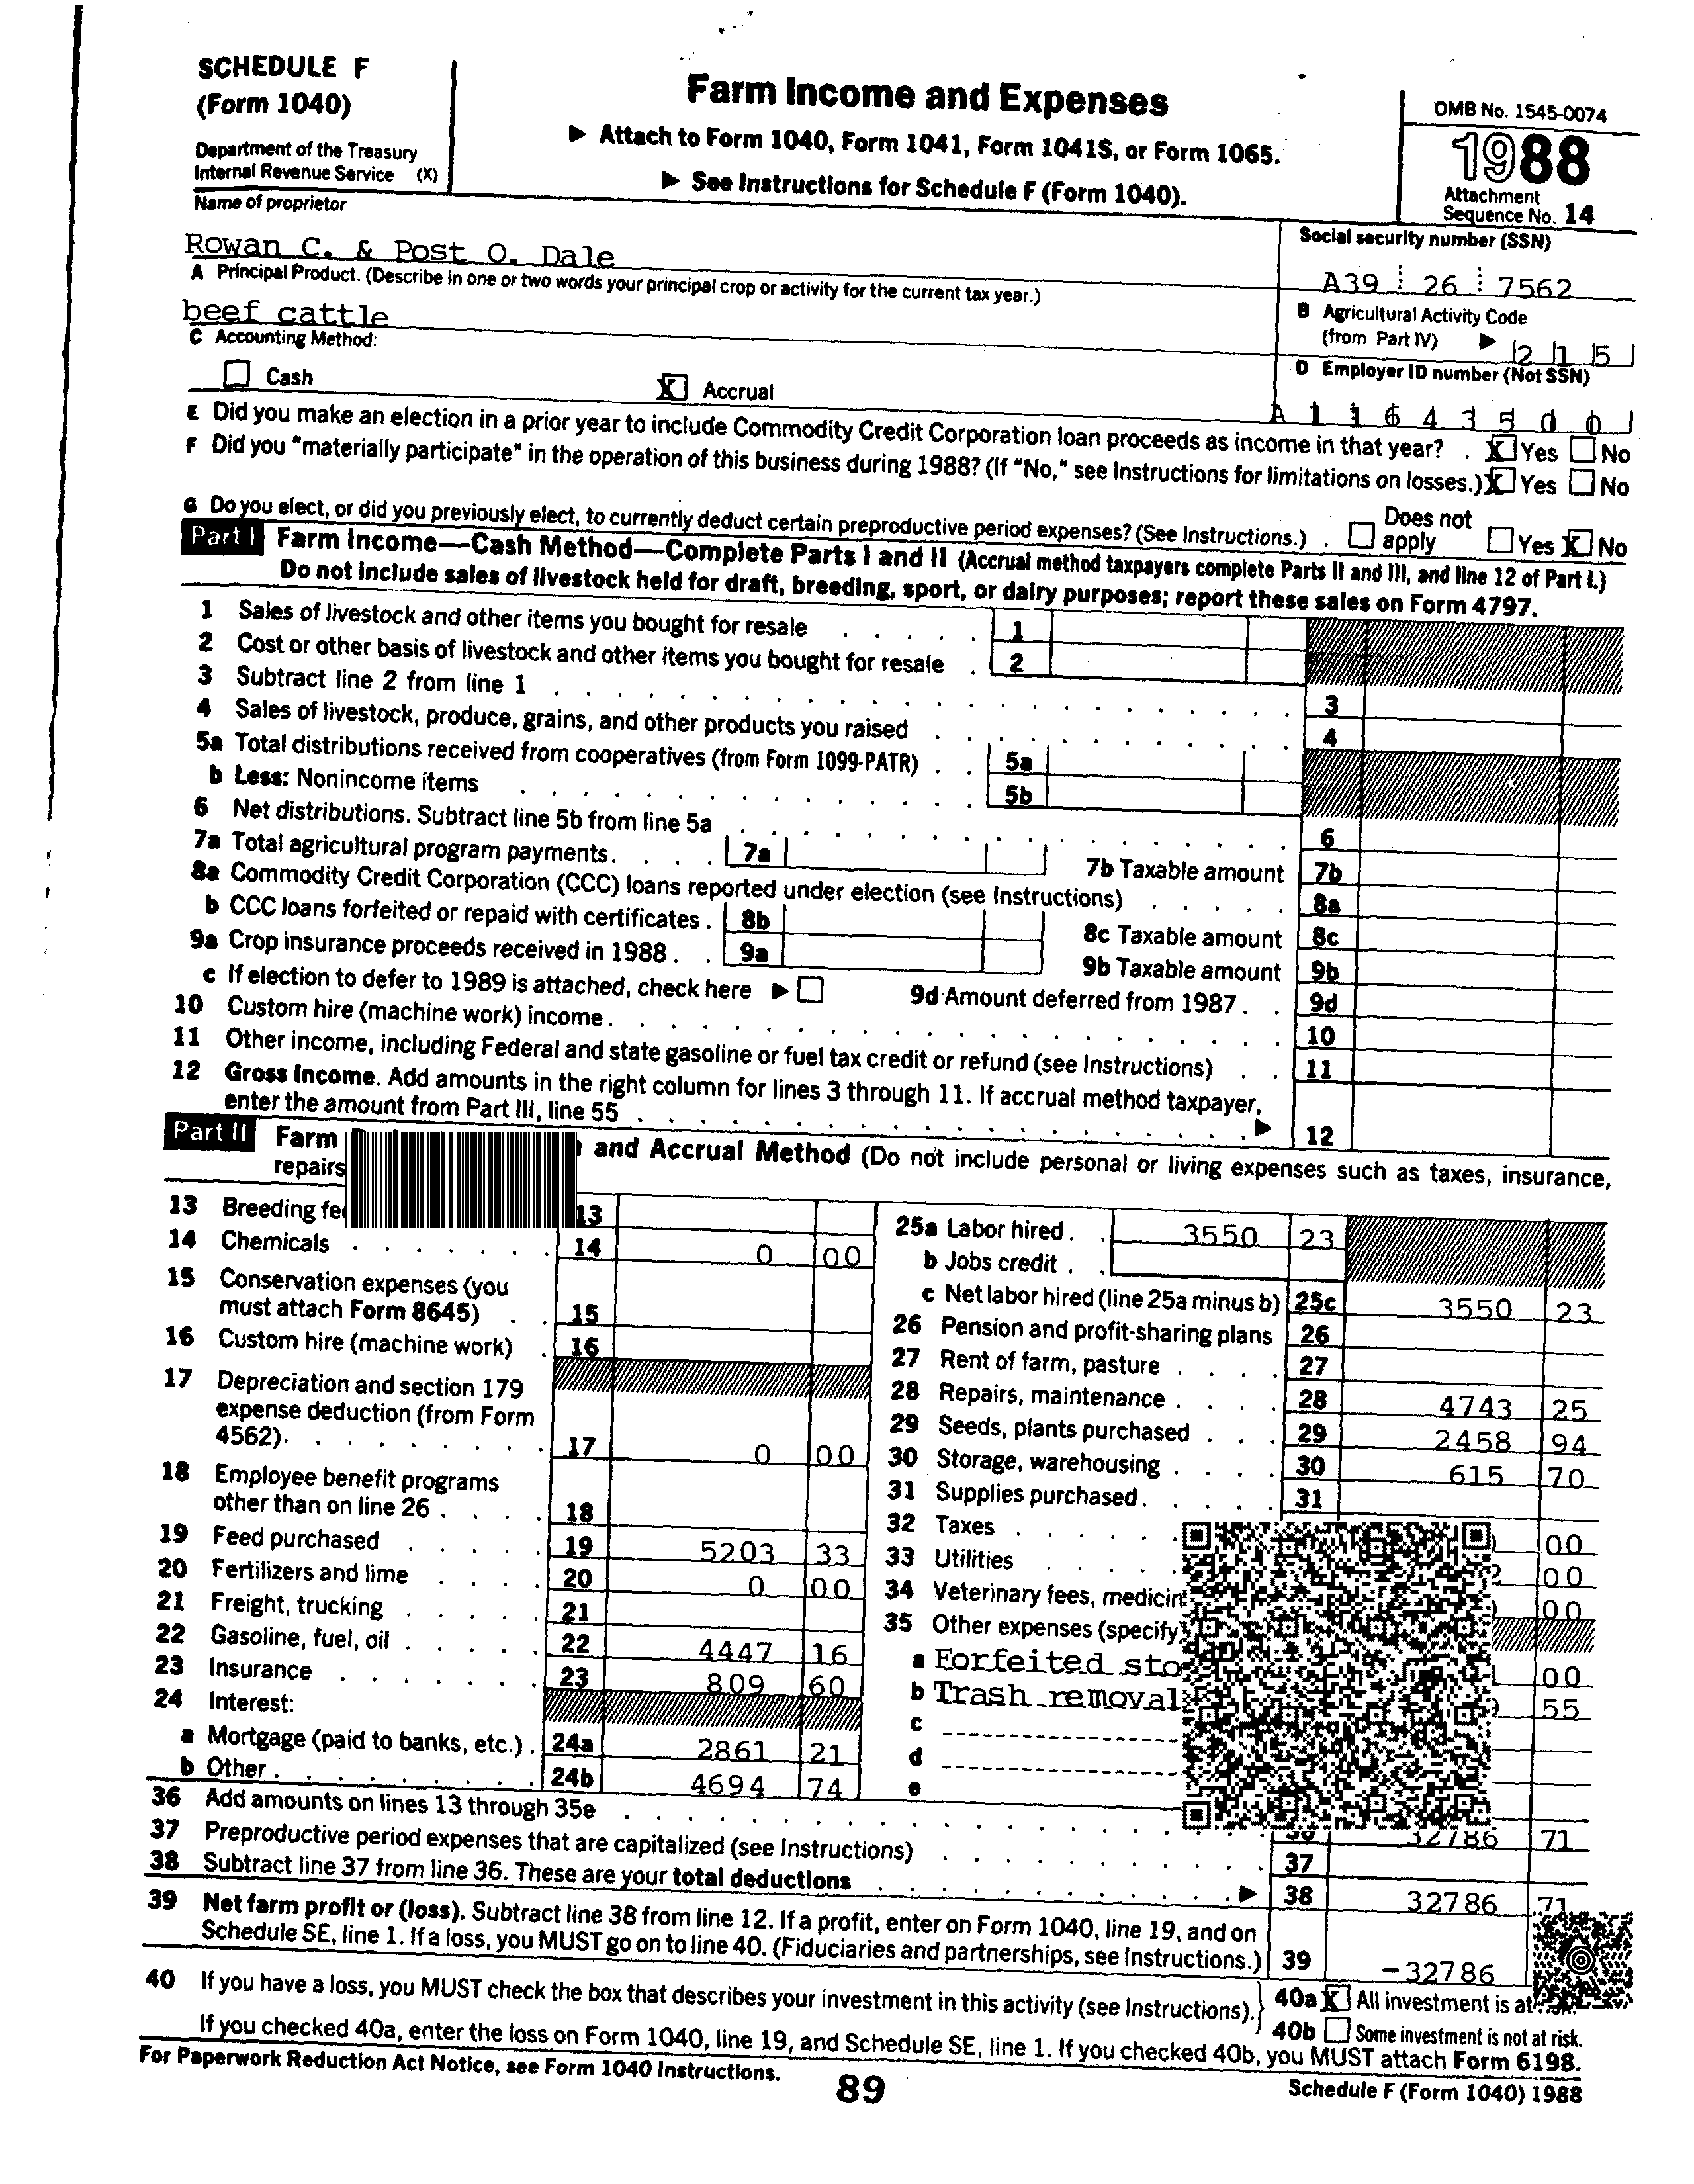 SCHEDULE F
(Form 1040)
Department of the Treasury
Internal Revenue Service (X)
Farm Income and Expenses
▶ Attach to Form 1040, Form 1041, Form 1041S, or Form 1065.
▶ See Instructions for Schedule F (Form 1040).
OMB No. 1545-0074
1988
Attachment
Sequence No. 14
Name of proprietor
Rowan C. & Post O. Dale
Social security number (SSN)
A39 26 7562
A Principal Product. (Describe in one or two words your principal crop or activity for the current tax year.)
beef cattle
B Agricultural Activity Code
(from Part IV) ▶ 2 1 5
C Accounting Method:
Cash X Accrual
D Employer ID number (Not SSN)
A 1 1 6 4 3 5 0 0
E Did you make an election in a prior year to include Commodity Credit Corporation loan proceeds as income in that year? . X Yes No
F Did you "materially participate" in the operation of this business during 1988? (If "No," see Instructions for limitations on losses.) X Yes No
G Do you elect, or did you previously elect, to currently deduct certain preproductive period expenses? (See Instructions.) . Does not apply Yes X No
Part I Farm Income—Cash Method—Complete Parts I and II (Accrual method taxpayers complete Parts II and III, and line 12 of Part I.)
Do not include sales of livestock held for draft, breeding, sport, or dairy purposes; report these sales on Form 4797.
1 Sales of livestock and other items you bought for resale . . . . . 1
2 Cost or other basis of livestock and other items you bought for resale . 2
3 Subtract line 2 from line 1 . . . . . 3
4 Sales of livestock, produce, grains, and other products you raised . . . . . 4
5a Total distributions received from cooperatives (from Form 1099-PATR) . . 5a
b Less: Nonincome items . . . . . 5b
6 Net distributions. Subtract line 5b from line 5a . . . . . 6
7a Total agricultural program payments. . . . . 7a 7b Taxable amount 7b
8a Commodity Credit Corporation (CCC) loans reported under election (see Instructions) . . . . . 8a
b CCC loans forfeited or repaid with certificates . 8b 8c Taxable amount 8c
9a Crop insurance proceeds received in 1988 . . 9a 9b Taxable amount 9b
c If election to defer to 1989 is attached, check here ▶ 9d Amount deferred from 1987 . . 9d
10 Custom hire (machine work) income . . . . . 10
11 Other income, including Federal and state gasoline or fuel tax credit or refund (see Instructions) . . 11
12 Gross income. Add amounts in the right column for lines 3 through 11. If accrual method taxpayer,
enter the amount from Part III, line 55 . . . . . ▶ 12
Part II Farm and Accrual Method (Do not include personal or living expenses such as taxes, insurance,
repairs
13 Breeding 13
14 Chemicals . . . . . 14 0 00
15 Conservation expenses (you
must attach Form 8645) . . 15
16 Custom hire (machine work) . 16
17 Depreciation and section 179
expense deduction (from Form
4562). . . . . 17 0 00
18 Employee benefit programs
other than on line 26 . . . . 18
19 Feed purchased . . . . . 19 5203 33
20 Fertilizers and lime . . . . 20 0 00
21 Freight, trucking . . . . . 21
22 Gasoline, fuel, oil . . . . . 22 4447 16
23 Insurance . . . . . 23 809 60
24 Interest:
a Mortgage (paid to banks, etc.) . 24a 2861 21
b Other . . . . . 24b 4694 74
25a Labor hired . . 3550 23
b Jobs credit . .
c Net labor hired (line 25a minus b) 25c 3550 23
26 Pension and profit-sharing plans 26
27 Rent of farm, pasture . . . . 27
28 Repairs, maintenance . . . . 28 4743 25
29 Seeds, plants purchased . . . 29 2458 94
30 Storage, warehousing . . . . 30 615 70
31 Supplies purchased . . . . . 31
32 Taxes . . . . . 00
33 Utilities . . . . 00
34 Veterinary fees, 00
35 Other expenses (specify)
a Forfeited 00
b Trash removal 55
c
d
e
36 Add amounts on lines 13 through 35e . . . . . 36 32786 71
37 Preproductive period expenses that are capitalized (see Instructions) . . . . . 37
38 Subtract line 37 from line 36. These are your total deductions . . . . . ▶ 38 32786 71
39 Net farm profit or (loss). Subtract line 38 from line 12. If a profit, enter on Form 1040, line 19, and on
Schedule SE, line 1. If a loss, you MUST go on to line 40. (Fiduciaries and partnerships, see Instructions.) 39 -32786
40 If you have a loss, you MUST check the box that describes your investment in this activity (see Instructions). 40a X All investment is at
40b Some investment is not at risk.
If you checked 40a, enter the loss on Form 1040, line 19, and Schedule SE, line 1. If you checked 40b, you MUST attach Form 6198.
For Paperwork Reduction Act Notice, see Form 1040 Instructions.
89
Schedule F (Form 1040) 1988